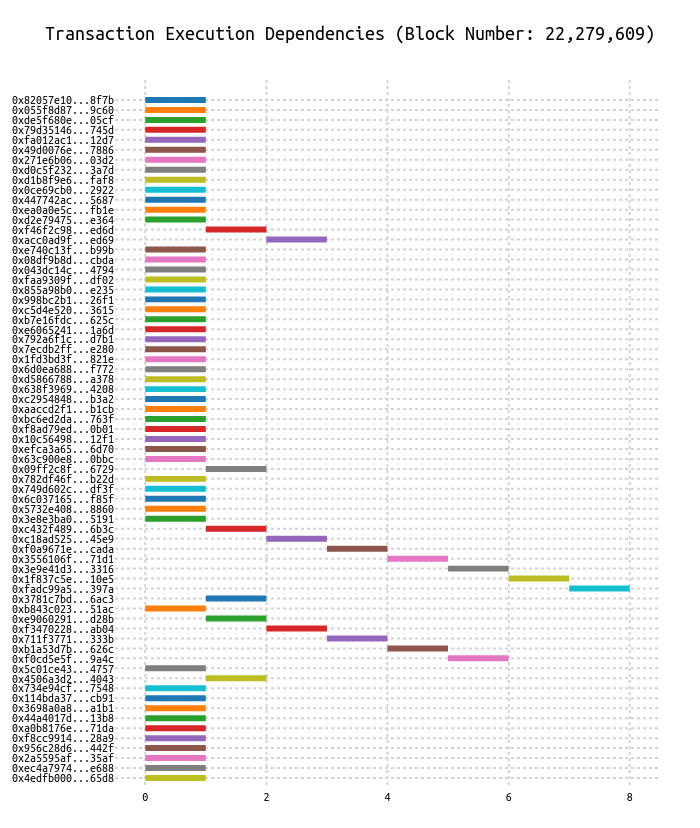 Transaction Execution Dependencies (Block Number: 22,279,609)
0x82057e10...8f7b
0x055f8d87...9c60
0xde5f680e...05cf
0x79d35146...745d
0xfa012ac1...12d7
0x49d0076e...7886
0x271e6b06...03d2
0xd0c5f232...3a7d
0xd1b8f9e6...faf8
0x0ce69cb0...2922
0x447742ac...5687
0xea0a0e5c...fb1e
0xd2e79475...e364
0xf46f2c98...ed6d
0xacc0ad9f...ed69
0xe740c13f...b99b
0x08df9b8d...cbda
0x043dc14c...4794
0xfaa9309f...df02
0x855a98b0...e235
0x998bc2b1...26f1
0xc5d4e520...3615
0xb7e16fdc...625c
0xe6065241...1a6d
0x792a6f1c...d7b1
0x7ecdb2ff...e280
0x1fd3bd3f...821e
0x6d0ea688...f772
0xd5866788...a378
0x638f3969...4208
0xc2954848...b3a2
0xaaccd2f1...b1cb
0xbc6ed2da...763f
0xf8ad79ed...0b01
0x10c56498...12f1
0xefca3a65...6d70
0x63c900e8...0bbc
0x09ff2c8f...6729
0x782df46f...b22d
0x749d602c...df3f
0x6c037165...f85f
0x5732e408...8860
0x3e8e3ba0...5191
0xc432f489...6b3c
0xc18ad525...45e9
0xf0a9671e...cada
0x3556106f...71d1
0x3e9e41d3...3316
0x1f837c5e...10e5
0xfadc99a5...397a
0x3781c7bd...6ac3
0xb843c023...51ac
0xe9060291...d28b
0xf3470228...ab04
0x711f3771...333b
0xb1a53d7b...626c
0xf0cd5e5f...9a4c
0x5c01ce43...4757
0x4506a3d2...4043
0x734e94cf...7548
0x114bda37...cb91
0x3698a0a8...a1b1
0x44a4017d...13b8
0xa0b8176e...71da
0xf8cc9914...28a9
0x956c28d6...442f
0x2a5595af...35af
0xec4a7974...e688
0x4edfb000...65d8
0 2 4 6 8